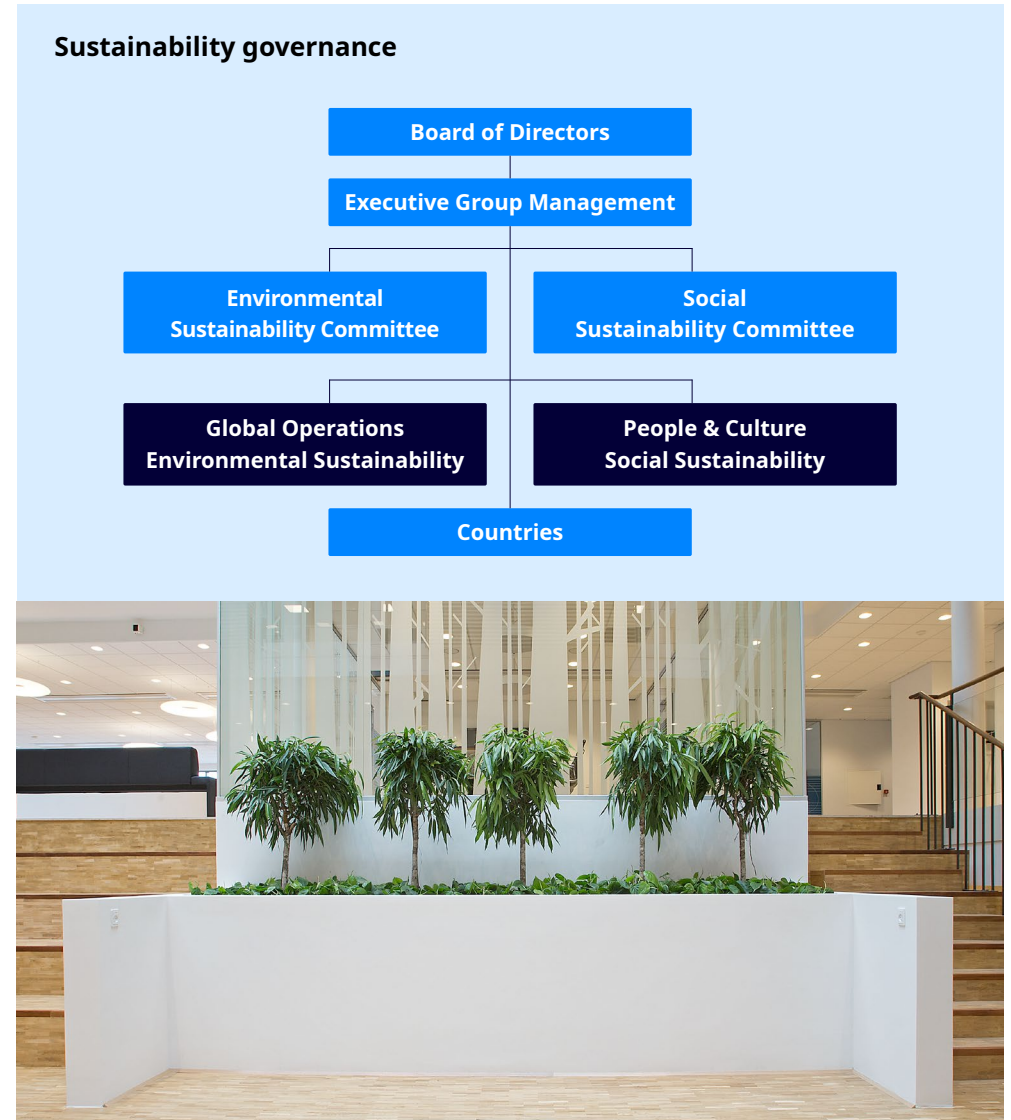 Sustainability governance
Board of Directors
Executive Group Management
Environmental
Sustainability Committee
Social
Sustainability Committee
Global Operations
Environmental Sustainability
People & Culture
Social Sustainability
Countries